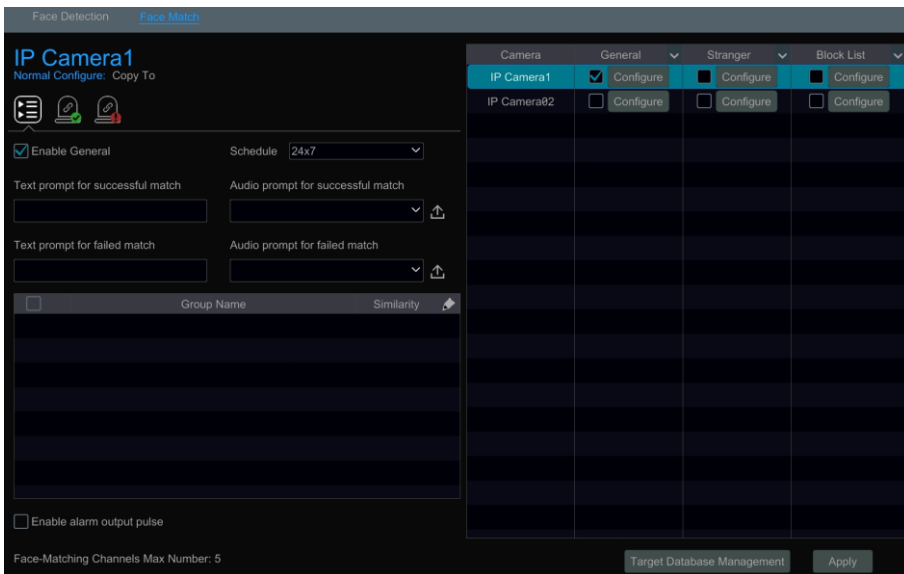 Face Detection Face Match
IP Camera1
Normal Configure: Copy To
Enable General Schedule 24x7
Text prompt for successful match Audio prompt for successful match
Text prompt for failed match Audio prompt for failed match
Group Name Similarity
Enable alarm output pulse
Face-Matching Channels Max Number: 5
Camera General Stranger Block List
IP Camera1 Configure Configure Configure
IP Camera02 Configure Configure Configure
Target Database Management Apply